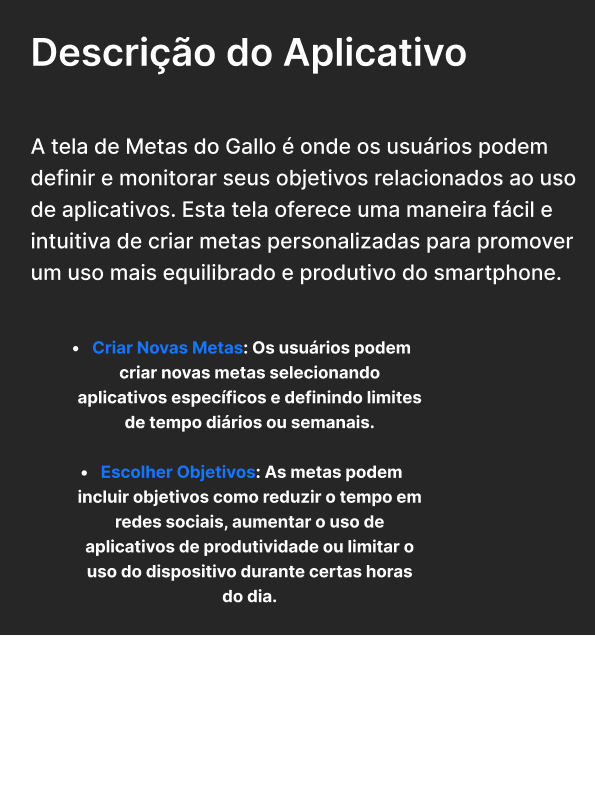 Descrição do Aplicativo
A tela de Metas do Gallo é onde os usuários podem
definir e monitorar seus objetivos relacionados ao uso
de aplicativos. Esta tela oferece uma maneira fácil e
intuitiva de criar metas personalizadas para promover
um uso mais equilibrado e produtivo do smartphone.
• Criar Novas Metas: Os usuários podem
criar novas metas selecionando
aplicativos específicos e definindo limites
de tempo diários ou semanais.
• Escolher Objetivos: As metas podem
incluir objetivos como reduzir o tempo em
redes sociais, aumentar o uso de
aplicativos de produtividade ou limitar o
uso do dispositivo durante certas horas
do dia.